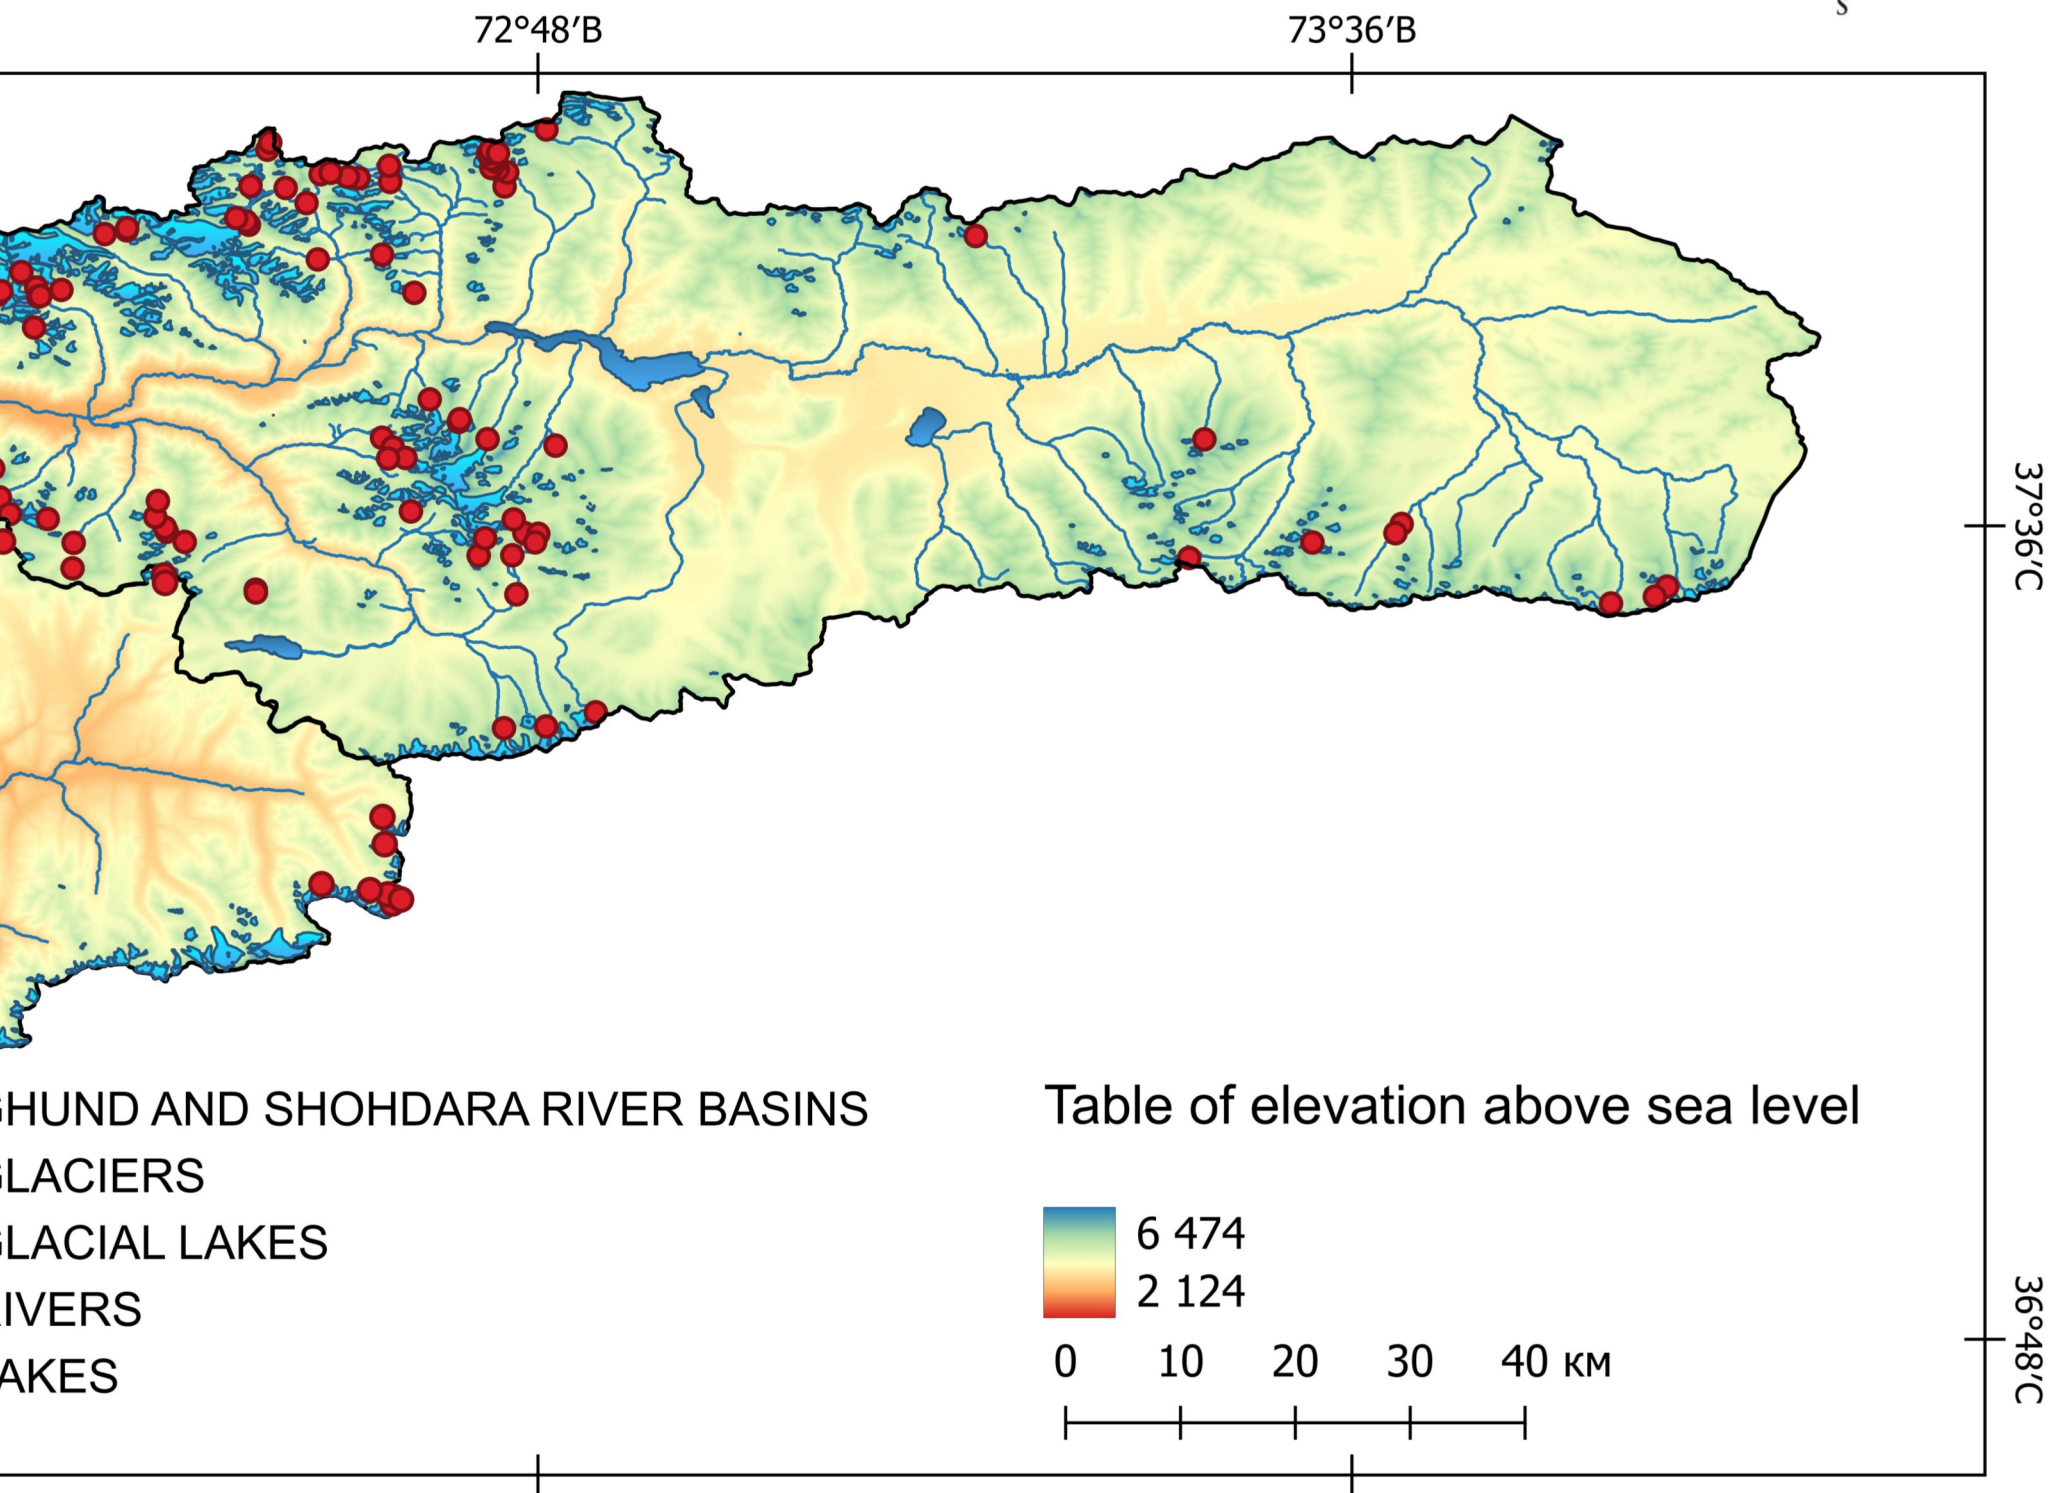 S
72°48′В
73°36′В
37°36′С
GHUND AND SHOHDARA RIVER BASINS
Table of elevation above sea level
GLACIERS
6 474
GLACIAL LAKES
2 124
36°48′С
RIVERS
0 10 20 30 40 км
LAKES